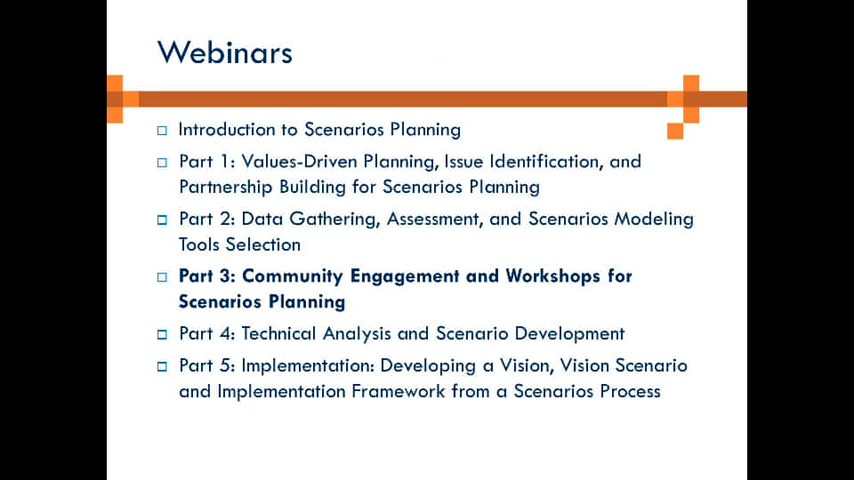 Webinars
Introduction to Scenarios Planning
Part 1: Values-Driven Planning, Issue Identification, and
Partnership Building for Scenarios Planning
Part 2: Data Gathering, Assessment, and Scenarios Modeling
Tools Selection
Part 3: Community Engagement and Workshops for
Scenarios Planning
Part 4: Technical Analysis and Scenario Development
Part 5: Implementation: Developing a Vision, Vision Scenario
and Implementation Framework from a Scenarios Process